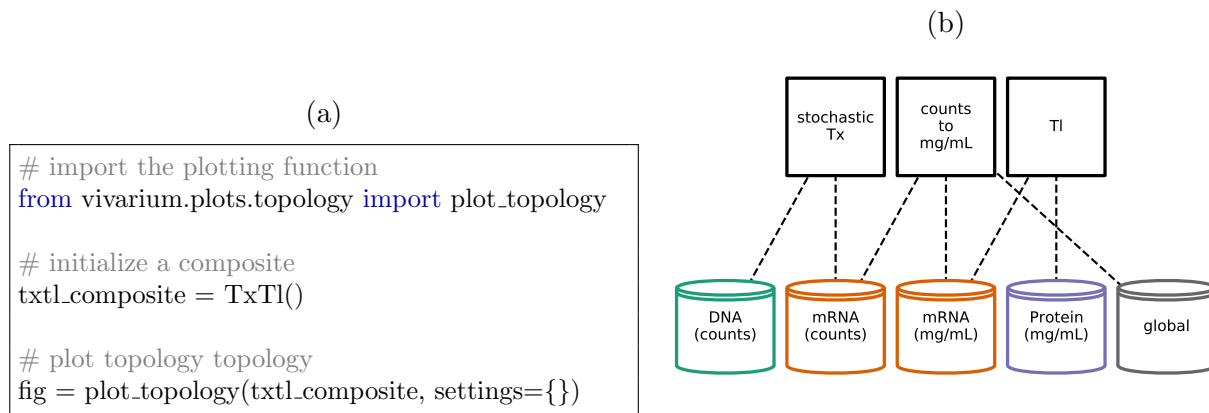 (a)
# import the plotting function
from vivarium.plots.topology import plot_topology
# initialize a composite
txtl_composite = TxTl()
# plot topology topology
fig = plot_topology(txtl_composite, settings={})
(b)
stochastic
Tx
counts
to
mg/mL
Tl
DNA
(counts)
mRNA
(counts)
mRNA
(mg/mL)
Protein
(mg/mL)
global